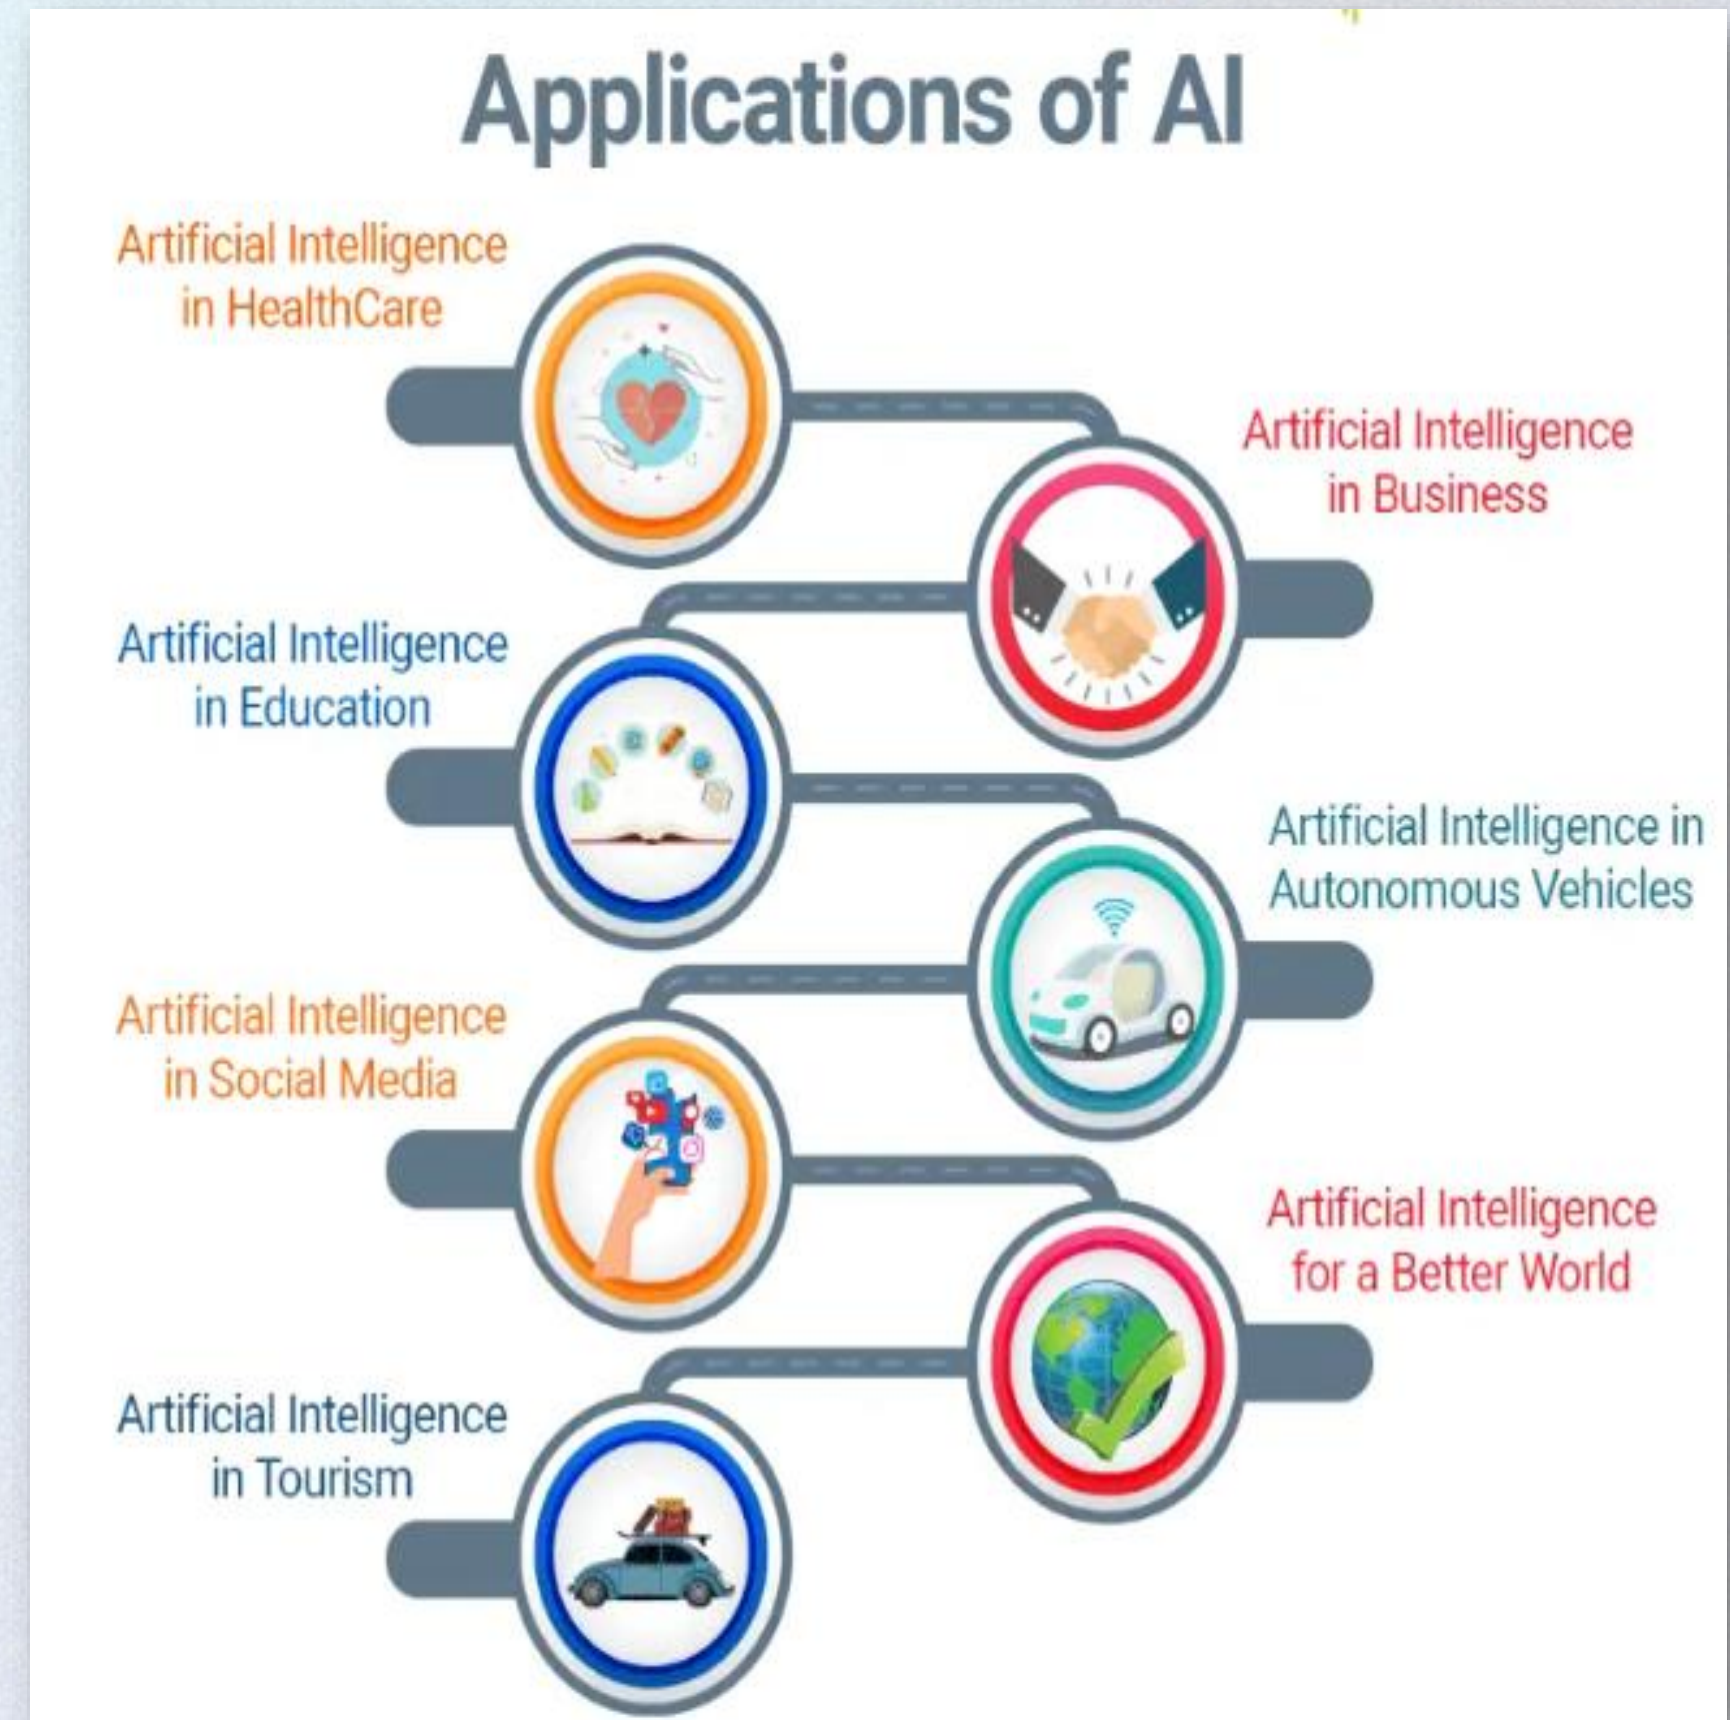 Applications of AI
Artificial Intelligence
in HealthCare
Artificial Intelligence
in Business
Artificial Intelligence
in Education
Artificial Intelligence in
Autonomous Vehicles
Artificial Intelligence
in Social Media
Artificial Intelligence
for a Better World
Artificial Intelligence
in Tourism